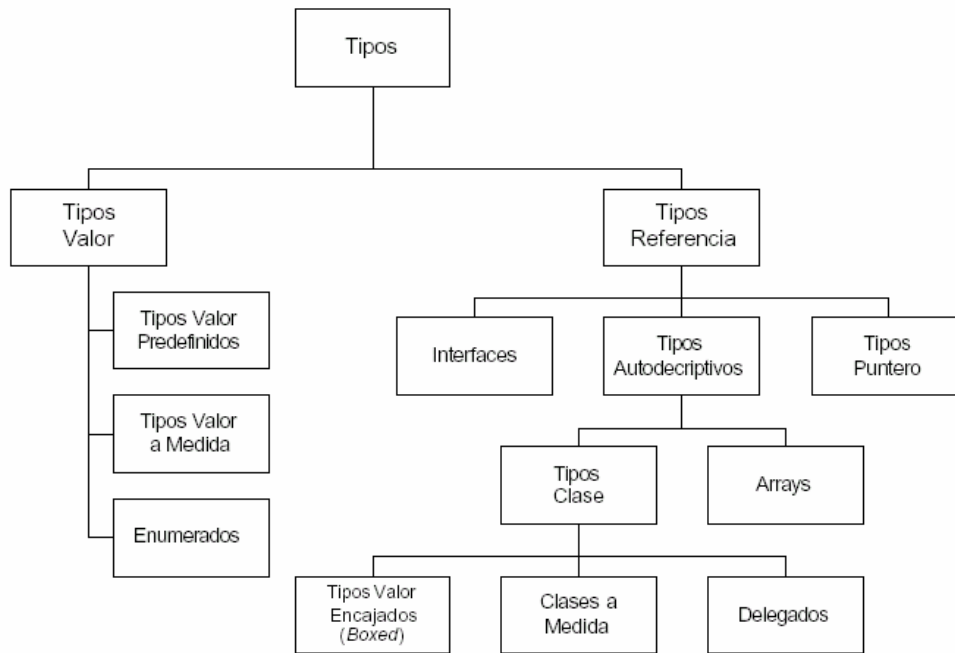 Tipos
Tipos
Valor
Tipos
Referencia
Tipos Valor
Predefinidos
Interfaces
Tipos
Autodecriptivos
Tipos
Puntero
Tipos Valor
a Medida
Tipos
Clase
Arrays
Enumerados
Tipos Valor
Encajados
(Boxed)
Clases a
Medida
Delegados